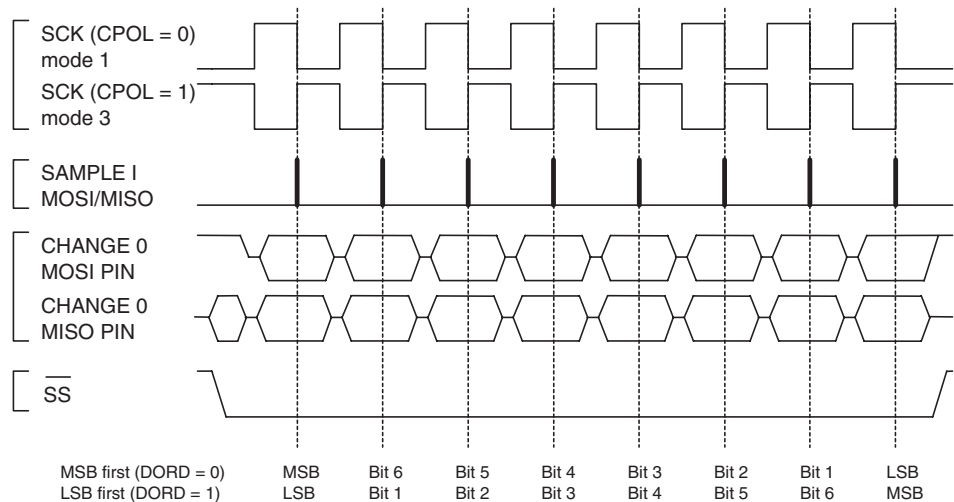 SCK (CPOL = 0)
mode 1
SCK (CPOL = 1)
mode 3
SAMPLE I
MOSI/MISO
CHANGE 0
MOSI PIN
CHANGE 0
MISO PIN
SS
MSB first (DORD = 0) MSB Bit 6 Bit 5 Bit 4 Bit 3 Bit 2 Bit 1 LSB
LSB first (DORD = 1) LSB Bit 1 Bit 2 Bit 3 Bit 4 Bit 5 Bit 6 MSB